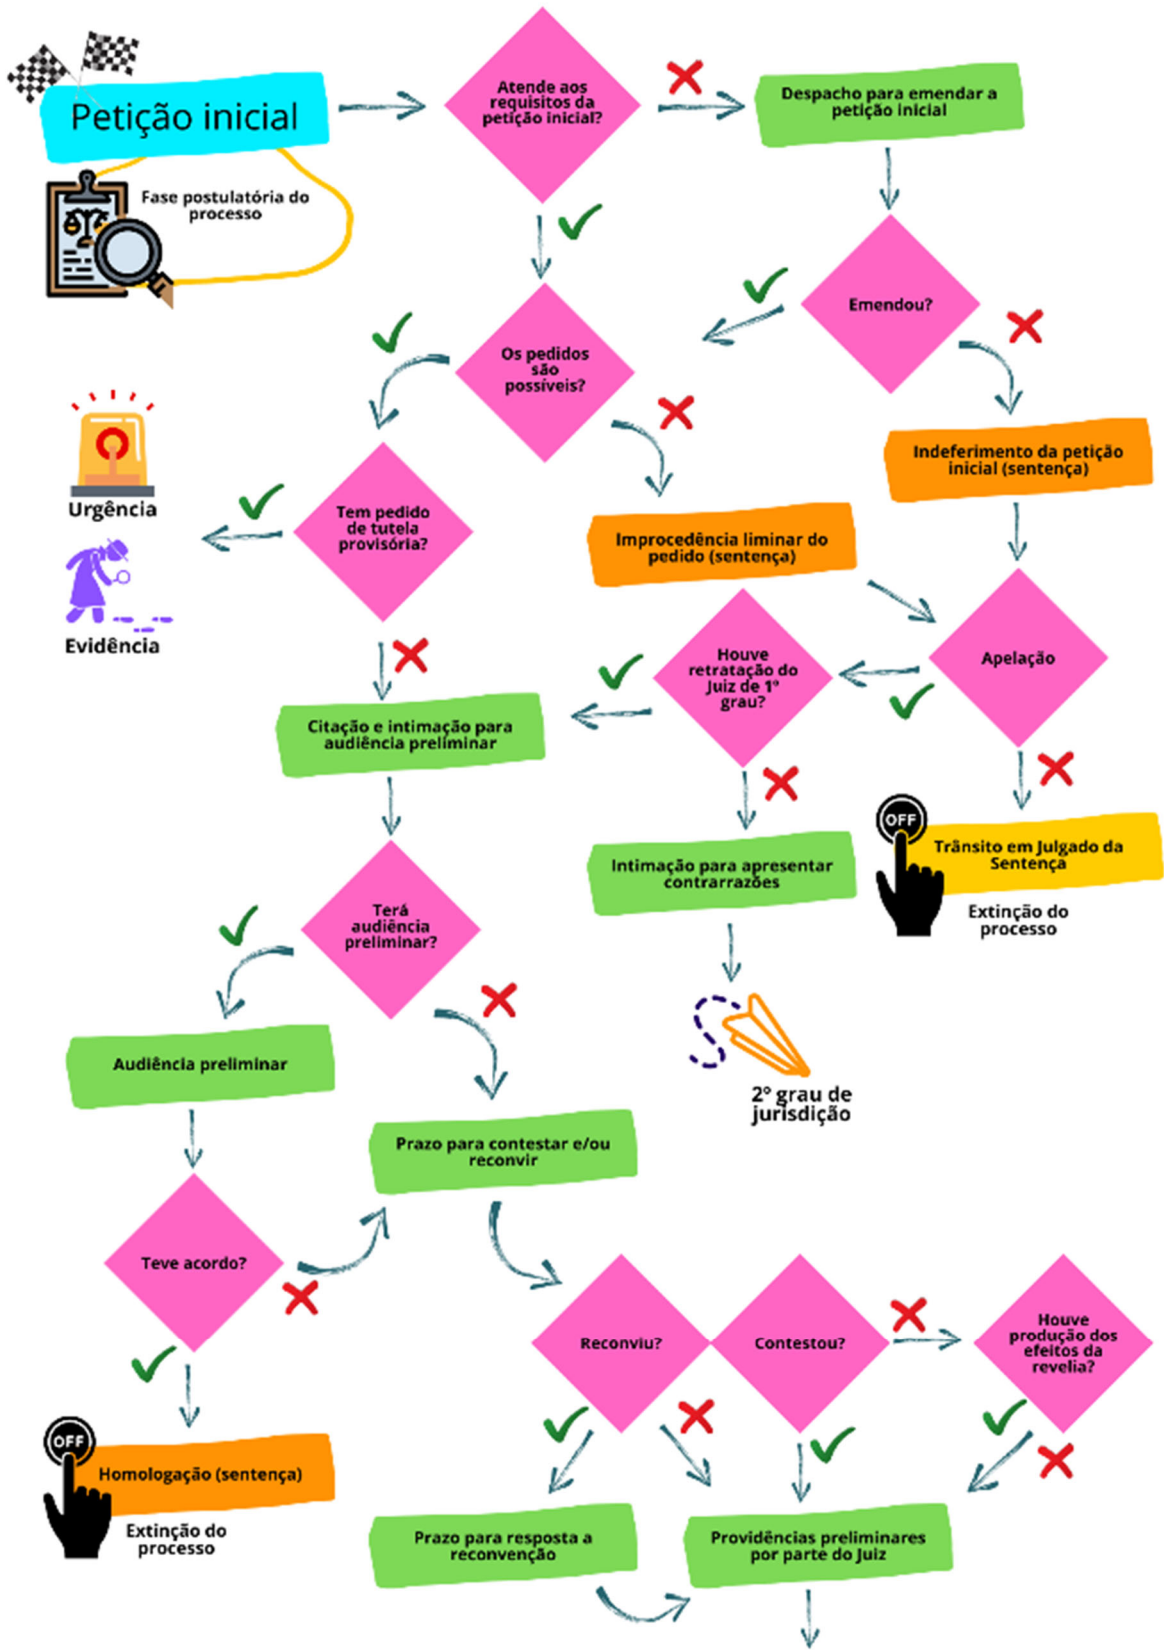 Petição inicial
Fase postulatória do
processo
Atende aos
requisitos da
petição inicial?
Despacho para emendar a
petição inicial
Emendou?
Os pedidos
são
possíveis?
Indeferimento da petição
inicial (sentença)
Urgência
Evidência
Tem pedido
de tutela
provisória?
Improcedência liminar do
pedido (sentença)
Houve
retratação do
Juiz de 1º
grau?
Apelação
Citação e intimação para
audiência preliminar
Intimação para apresentar
contrarrazões
OFF
Trânsito em Julgado da
Sentença
Extinção do
processo
Terá
audiência
preliminar?
2º grau de
jurisdição
Audiência preliminar
Prazo para contestar e/ou
reconvir
Teve acordo?
Reconviu?
Contestou?
Houve
produção dos
efeitos da
revelia?
OFF
Homologação (sentença)
Extinção do
processo
Prazo para resposta a
reconvenção
Providências preliminares
por parte do Juiz